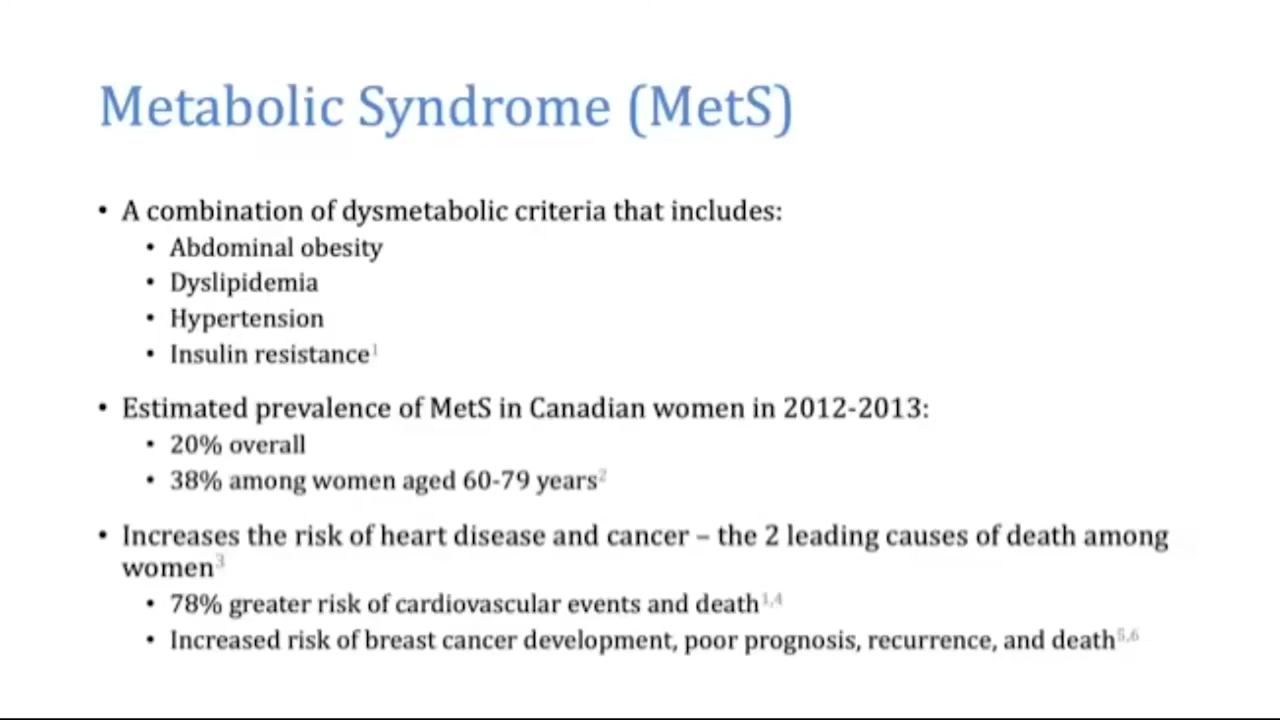 Metabolic Syndrome (MetS)
• A combination of dysmetabolic criteria that includes:
• Abdominal obesity
• Dyslipidemia
• Hypertension
• Insulin resistance1
• Estimated prevalence of MetS in Canadian women in 2012-2013:
• 20% overall
• 38% among women aged 60-79 years2
• Increases the risk of heart disease and cancer – the 2 leading causes of death among
women3
• 78% greater risk of cardiovascular events and death1,4
• Increased risk of breast cancer development, poor prognosis, recurrence, and death5,6